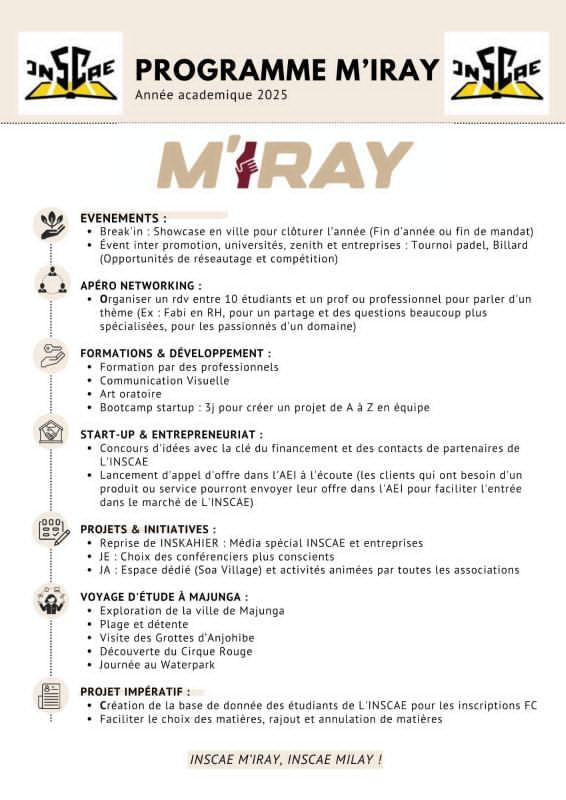 INSCAE
PROGRAMME M'IRAY
INSCAE
Année academique 2025
M'IRAY
EVENEMENTS :
• Break'in : Showcase en ville pour clôturer l'année (Fin d'année ou fin de mandat)
• Évent inter promotion, universités, zenith et entreprises : Tournoi padel, Billard
(Opportunités de réseautage et compétition)
APÉRO NETWORKING :
• Organiser un rdv entre 10 étudiants et un prof ou professionnel pour parler d'un
thème (Ex : Fabi en RH, pour un partage et des questions beaucoup plus
spécialisées, pour les passionnés d'un domaine)
FORMATIONS & DÉVELOPPEMENT :
• Formation par des professionnels
• Communication Visuelle
• Art oratoire
• Bootcamp startup : 3j pour créer un projet de A à Z en équipe
START-UP & ENTREPRENEURIAT :
• Concours d'idées avec la clé du financement et des contacts de partenaires de
L'INSCAE
• Lancement d'appel d'offre dans l'AEI à l'écoute (les clients qui ont besoin d'un
produit ou service pourront envoyer leur offre dans l'AEI pour faciliter l'entrée
dans le marché de L'INSCAE)
PROJETS & INITIATIVES :
• Reprise de INSKAHIER : Média spécial INSCAE et entreprises
• JE : Choix des conférenciers plus conscients
• JA : Espace dédié (Soa Village) et activités animées par toutes les associations
VOYAGE D'ÉTUDE À MAJUNGA :
• Exploration de la ville de Majunga
• Plage et détente
• Visite des Grottes d'Anjohibe
• Découverte du Cirque Rouge
• Journée au Waterpark
PROJET IMPÉRATIF :
• Création de la base de donnée des étudiants de L'INSCAE pour les inscriptions FC
• Faciliter le choix des matières, rajout et annulation de matières
INSCAE M'IRAY, INSCAE MILAY !